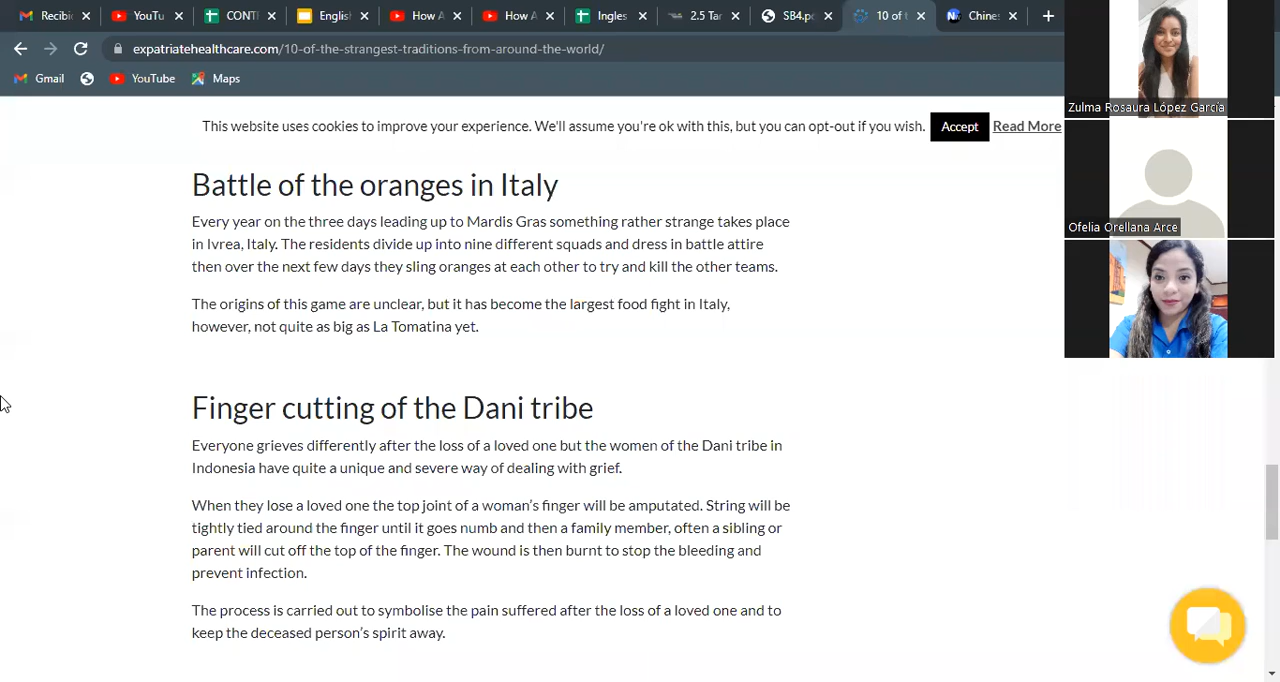 Recibi
YouTu
CONT
Englis
How A
How A
Ingles
2.5 Tar
SB4.p
10 of
Chine
expatriatehealthcare.com/10-of-the-strangest-traditions-from-around-the-world/
Gmail
YouTube
Maps
Zulma Rosaura López García
Ofelia Orellana Arce
This website uses cookies to improve your experience. We'll assume you're ok with this, but you can opt-out if you wish. Accept Read More
Battle of the oranges in Italy
Every year on the three days leading up to Mardis Gras something rather strange takes place
in Ivrea, Italy. The residents divide up into nine different squads and dress in battle attire
then over the next few days they sling oranges at each other to try and kill the other teams.
The origins of this game are unclear, but it has become the largest food fight in Italy,
however, not quite as big as La Tomatina yet.
Finger cutting of the Dani tribe
Everyone grieves differently after the loss of a loved one but the women of the Dani tribe in
Indonesia have quite a unique and severe way of dealing with grief.
When they lose a loved one the top joint of a woman's finger will be amputated. String will be
tightly tied around the finger until it goes numb and then a family member, often a sibling or
parent will cut off the top of the finger. The wound is then burnt to stop the bleeding and
prevent infection.
The process is carried out to symbolise the pain suffered after the loss of a loved one and to
keep the deceased person's spirit away.